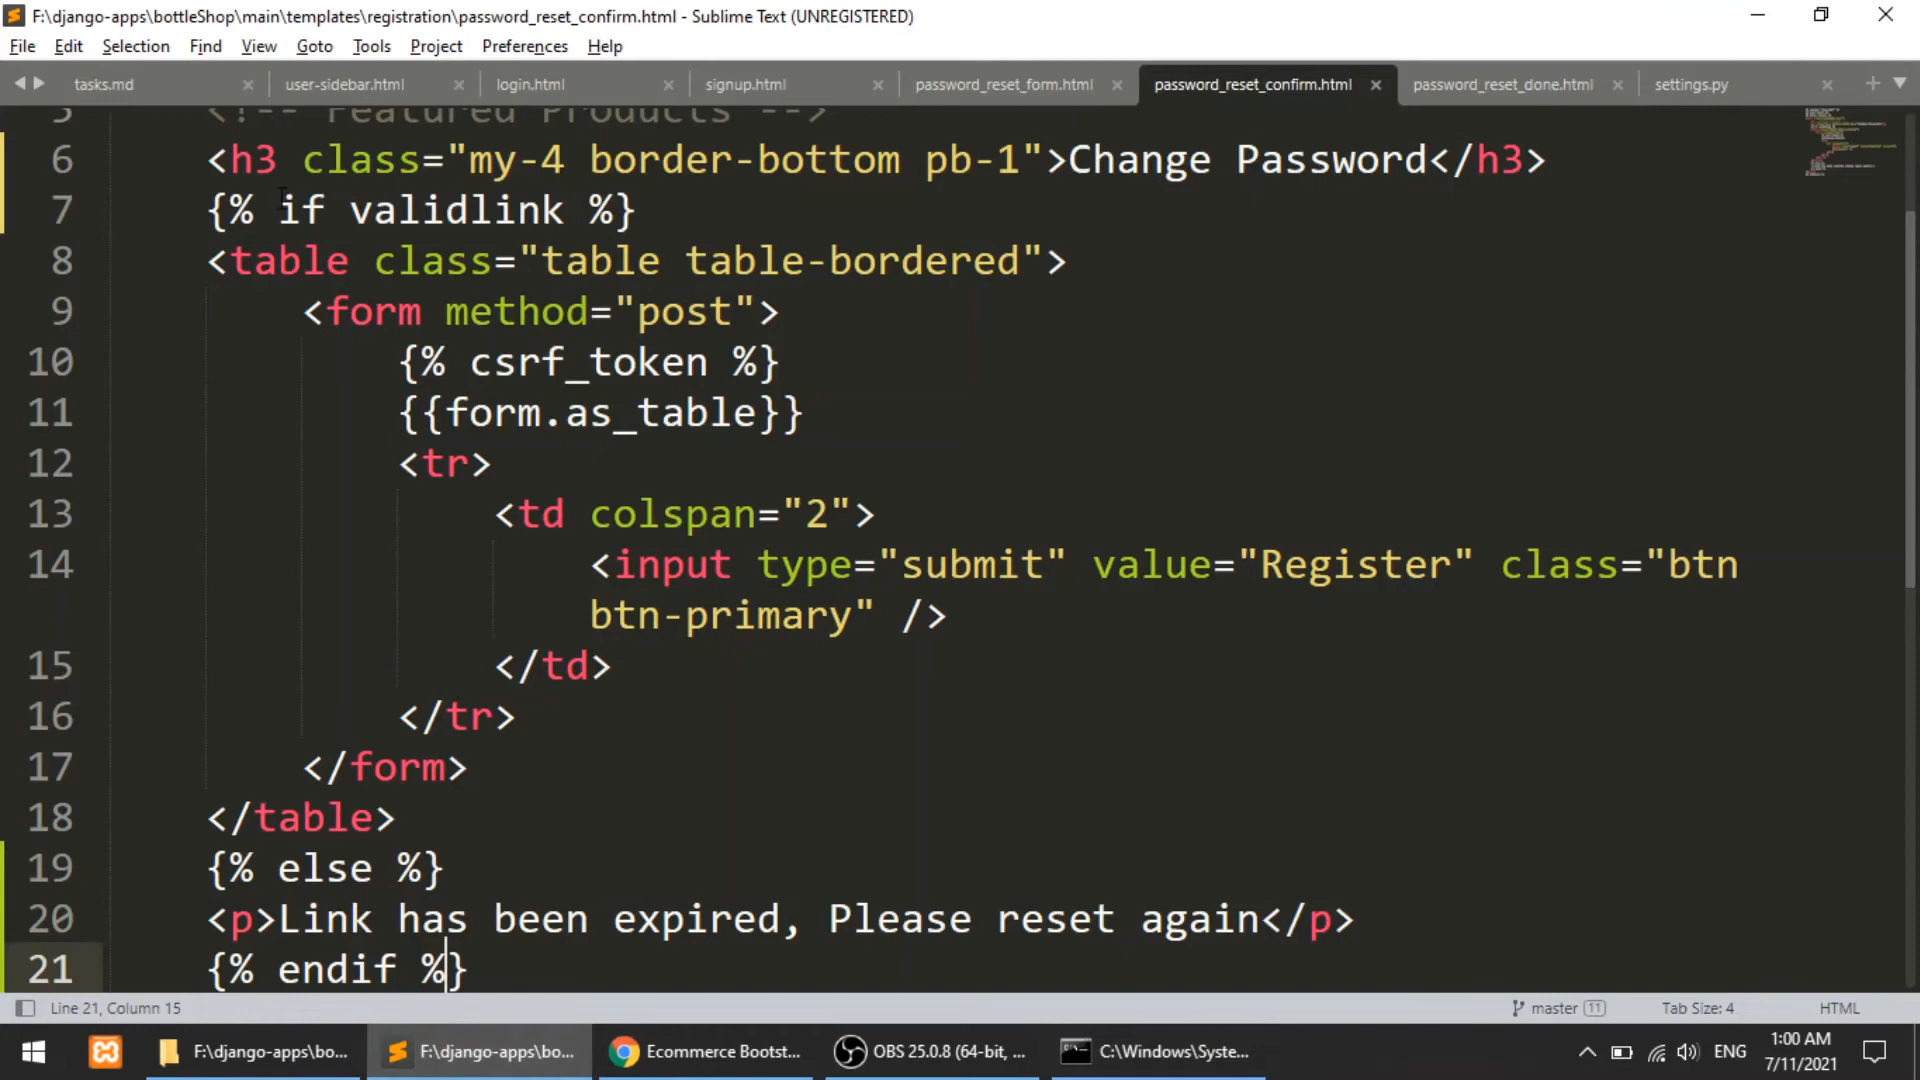 F:\django-apps\bottleShop\main\templates\registration\password_reset_confirm.html - Sublime Text (UNREGISTERED)
File Edit Selection Find View Goto Tools Project Preferences Help
tasks.md user-sidebar.html login.html signup.html password_reset_form.html password_reset_confirm.html password_reset_done.html settings.py
5 <!-- Featured Products -->
6 <h3 class="my-4 border-bottom pb-1">Change Password</h3>
7 {% if validlink %}
8 <table class="table table-bordered">
9 <form method="post">
10 {% csrf_token %}
11 {{form.as_table}}
12 <tr>
13 <td colspan="2">
14 <input type="submit" value="Register" class="btn
btn-primary" />
15 </td>
16 </tr>
17 </form>
18 </table>
19 {% else %}
20 <p>Link has been expired, Please reset again</p>
21 {% endif %}
Line 21, Column 15 master 11 Tab Size: 4 HTML
F:\django-apps\bo... F:\django-apps\bo... Ecommerce Bootst... OBS 25.0.8 (64-bit, ... C:\Windows\Syste... ENG 1:00 AM
7/11/2021